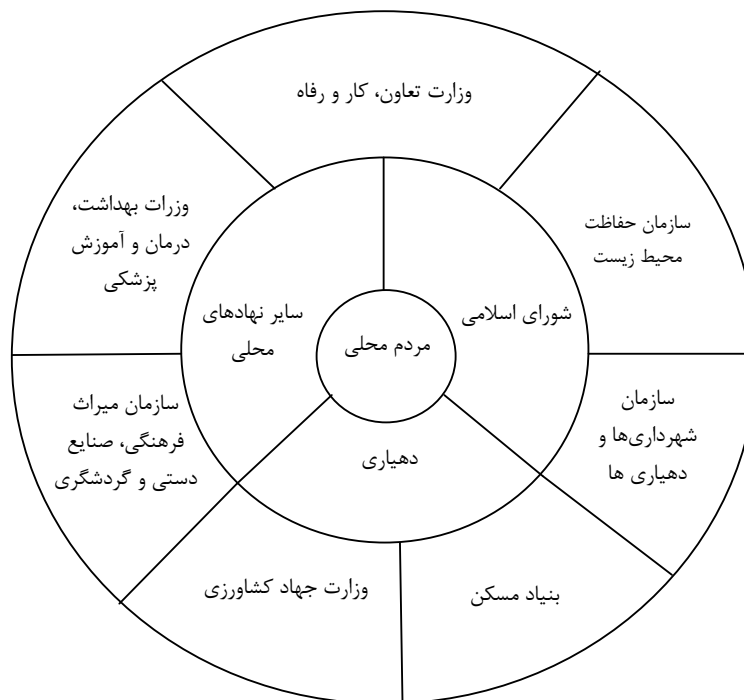 وزارت تعاون، کار و رفاه
سازمان حفاظت
محیط زیست
وزرات بهداشت،
درمان و آموزش
پزشکی
شورای اسلامی
سایر نهادهای
محلی
مردم محلی
سازمان
شهرداری‌ها و
دهیاری ها
سازمان میراث
فرهنگی، صنایع
دستی و گردشگری
دهیاری
بنیاد مسکن
وزارت جهاد کشاورزی